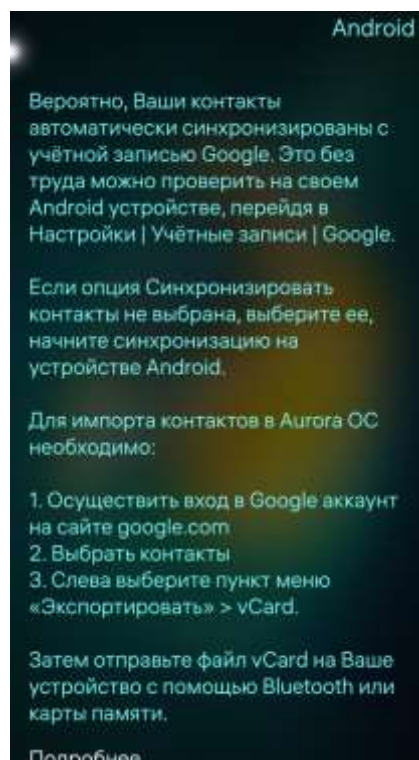 Android
Вероятно, Ваши контакты
автоматически синхронизированы с
учётной записью Google. Это без
труда можно проверить на своем
Android устройстве, перейдя в
Настройки | Учётные записи | Google.
Если опция Синхронизировать
контакты не выбрана, выберите ее,
начните синхронизацию на
устройстве Android.
Для импорта контактов в Aurora ОС
необходимо:
1. Осуществить вход в Google аккаунт
на сайте google.com
2. Выбрать контакты
3. Слева выберите пункт меню
«Экспортировать» > vCard.
Затем отправьте файл vCard на Ваше
устройство с помощью Bluetooth или
карты памяти.
Подробнее